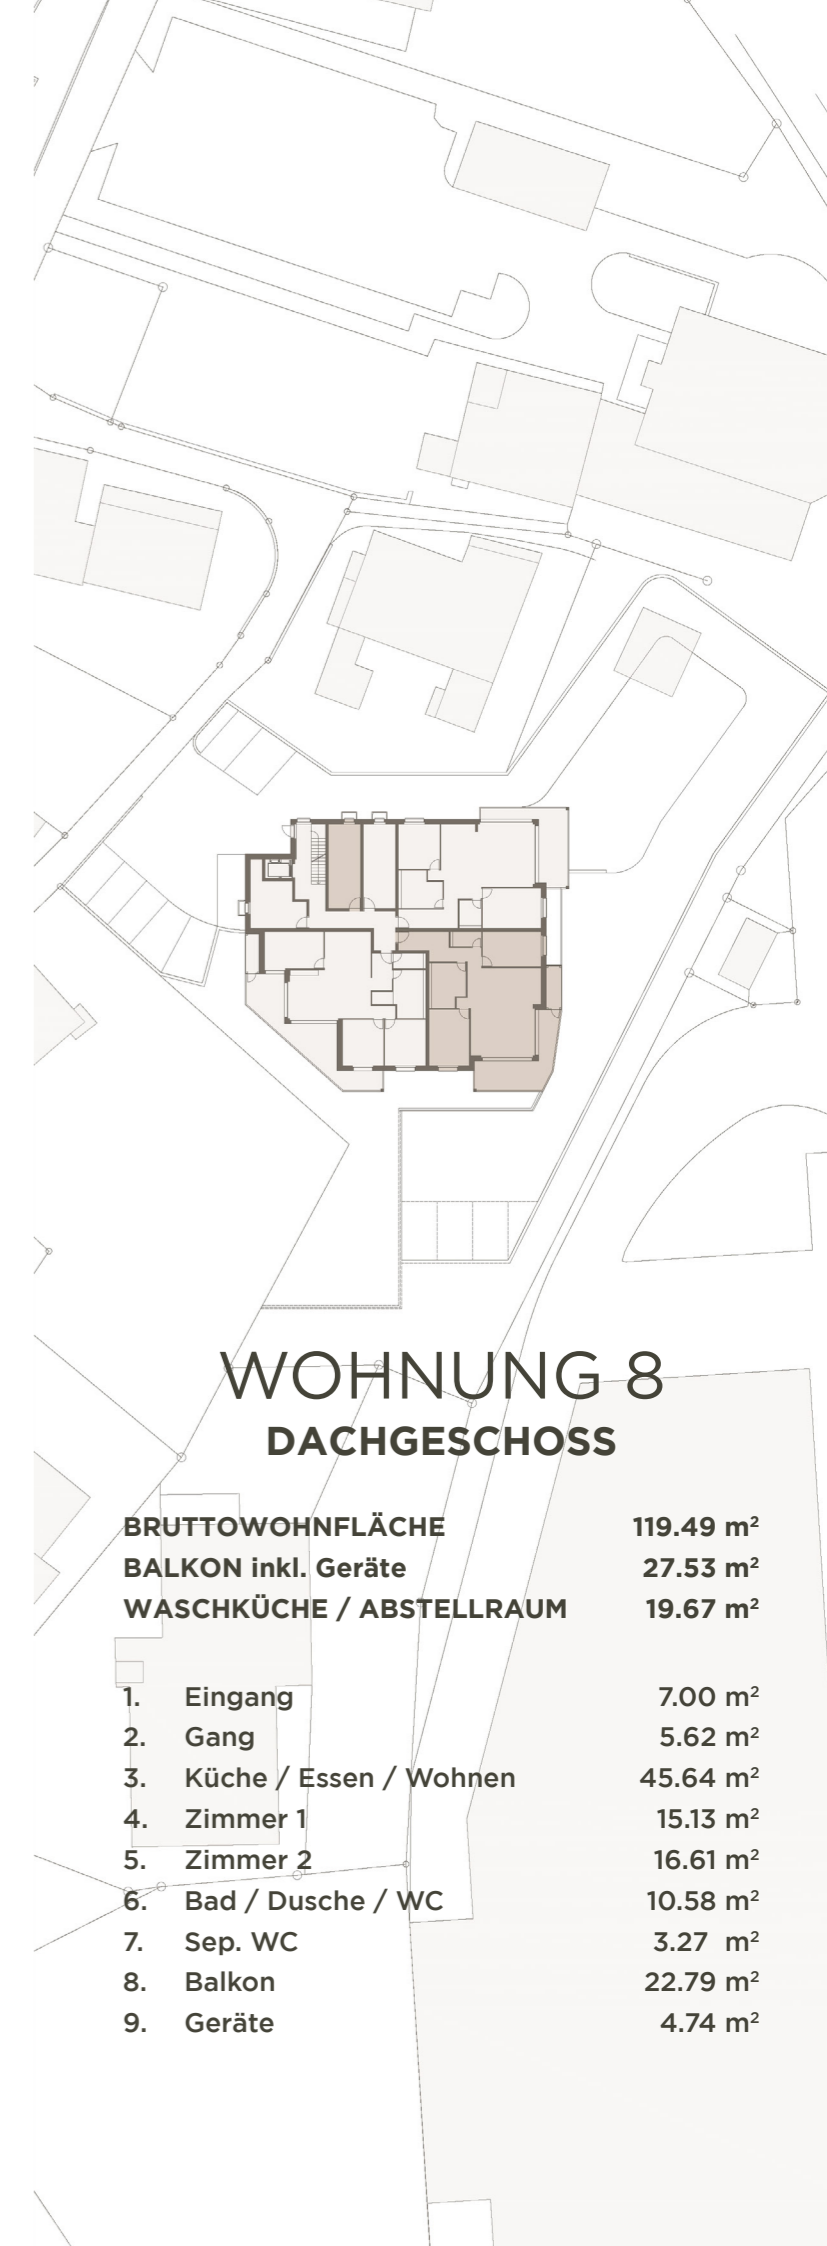 WOHNUNG 8
DACHGESCHOSS
BRUTTOWOHNFLÄCHE 119.49 m²
BALKON inkl. Geräte 27.53 m²
WASCHKÜCHE / ABSTELLRAUM 19.67 m²
1. Eingang 7.00 m²
2. Gang 5.62 m²
3. Küche / Essen / Wohnen 45.64 m²
4. Zimmer 1 15.13 m²
5. Zimmer 2 16.61 m²
6. Bad / Dusche / WC 10.58 m²
7. Sep. WC 3.27 m²
8. Balkon 22.79 m²
9. Geräte 4.74 m²